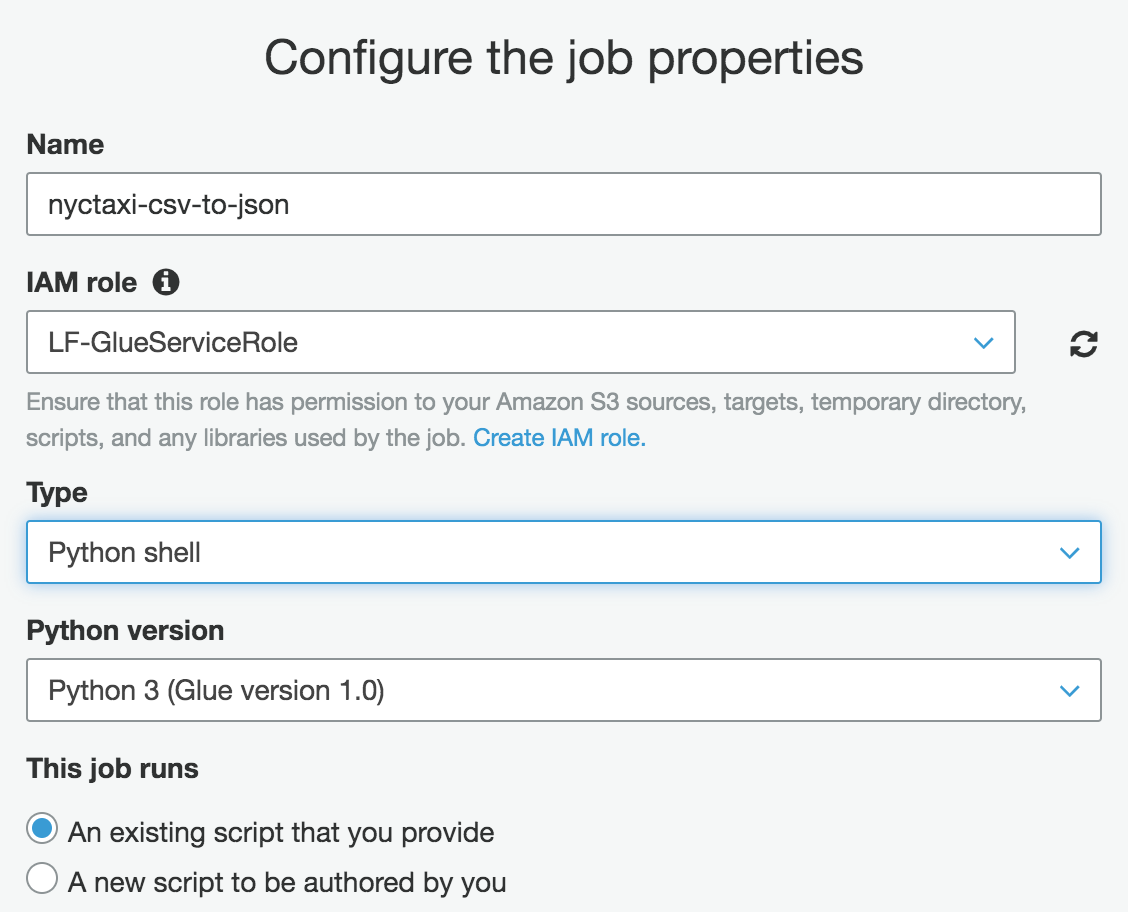 Configure the job properties
Name
nyctaxi-csv-to-json
IAM role
LF-GlueServiceRole
Ensure that this role has permission to your Amazon S3 sources, targets, temporary directory,
scripts, and any libraries used by the job. Create IAM role.
Type
Python shell
Python version
Python 3 (Glue version 1.0)
This job runs
An existing script that you provide
A new script to be authored by you